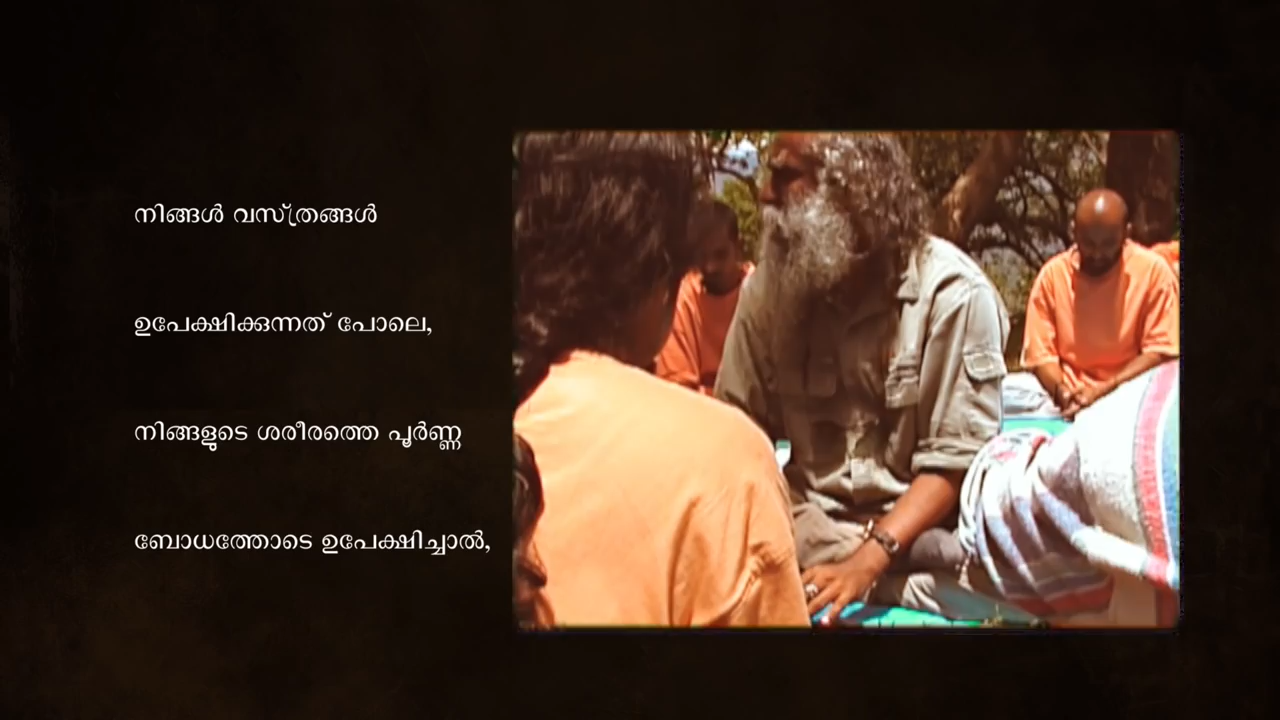 നിങ്ങൾ വസ്ത്രങ്ങൾ
ഉപേക്ഷിക്കുന്നത് പോലെ,
നിങ്ങളുടെ ശരീരത്തെ പൂർണ്ണ
ബോധത്തോടെ ഉപേക്ഷിച്ചാൽ,